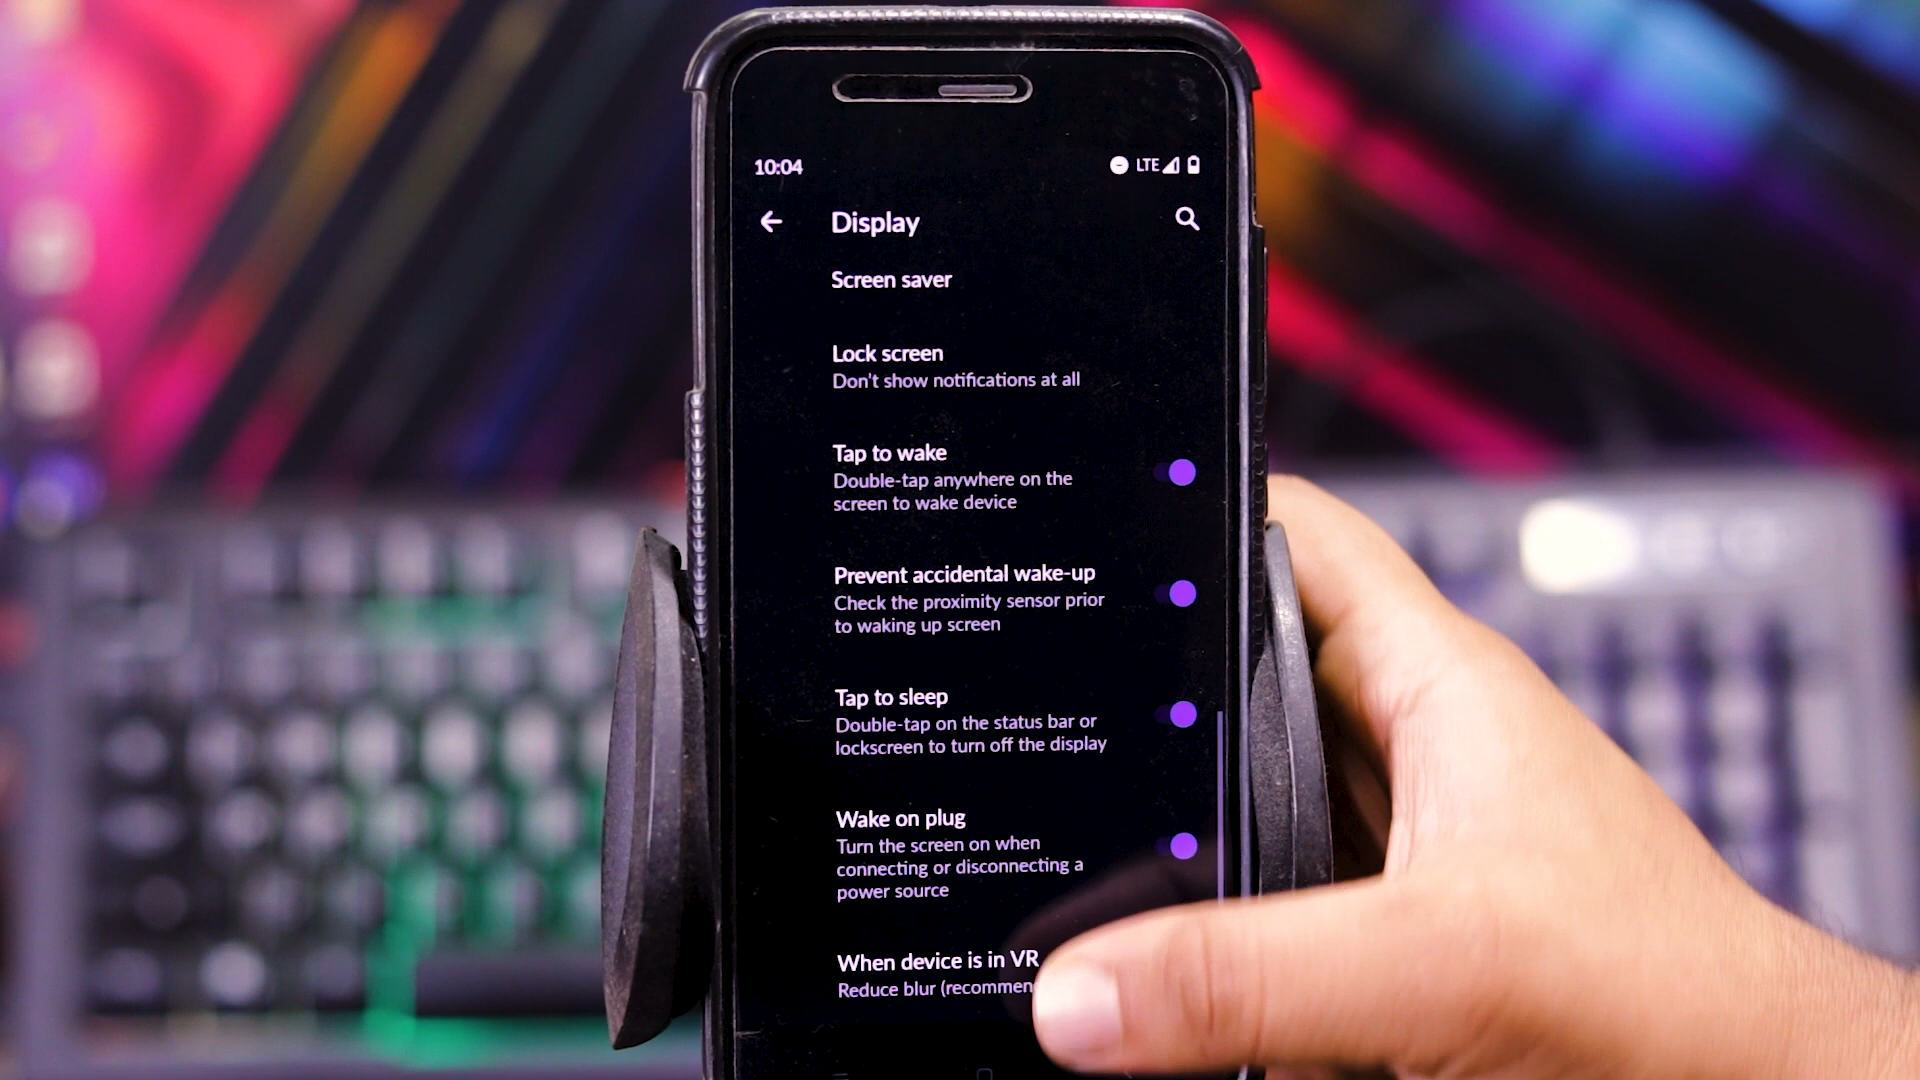 10:04 LTE
Display
Screen saver
Lock screen
Don't show notifications at all
Tap to wake
Double-tap anywhere on the
screen to wake device
Prevent accidental wake-up
Check the proximity sensor prior
to waking up screen
Tap to sleep
Double-tap on the status bar or
lockscreen to turn off the display
Wake on plug
Turn the screen on when
connecting or disconnecting a
power source
When device is in VR
Reduce blur